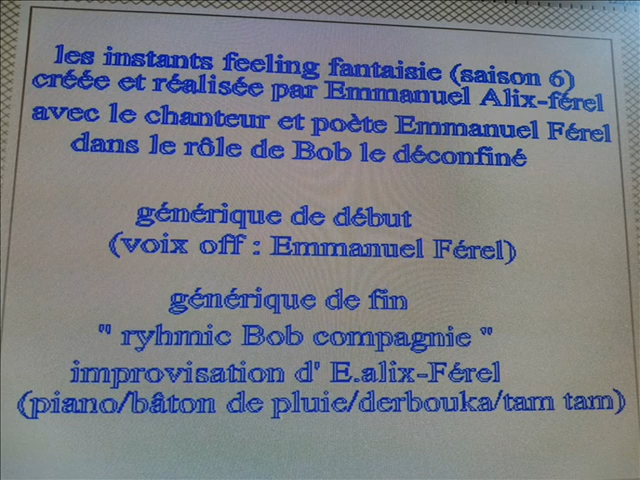 les instants feeling fantaisie (saison 6)
créée et réalisée par Emmanuel Alix-férel
avec le chanteur et poète Emmanuel Férel
dans le rôle de Bob le déconfiné
générique de début
(voix off : Emmanuel Férel)
générique de fin
" ryhmic Bob compagnie "
improvisation d' E.alix-Férel
(piano/bâton de pluie/derbouka/tam tam)